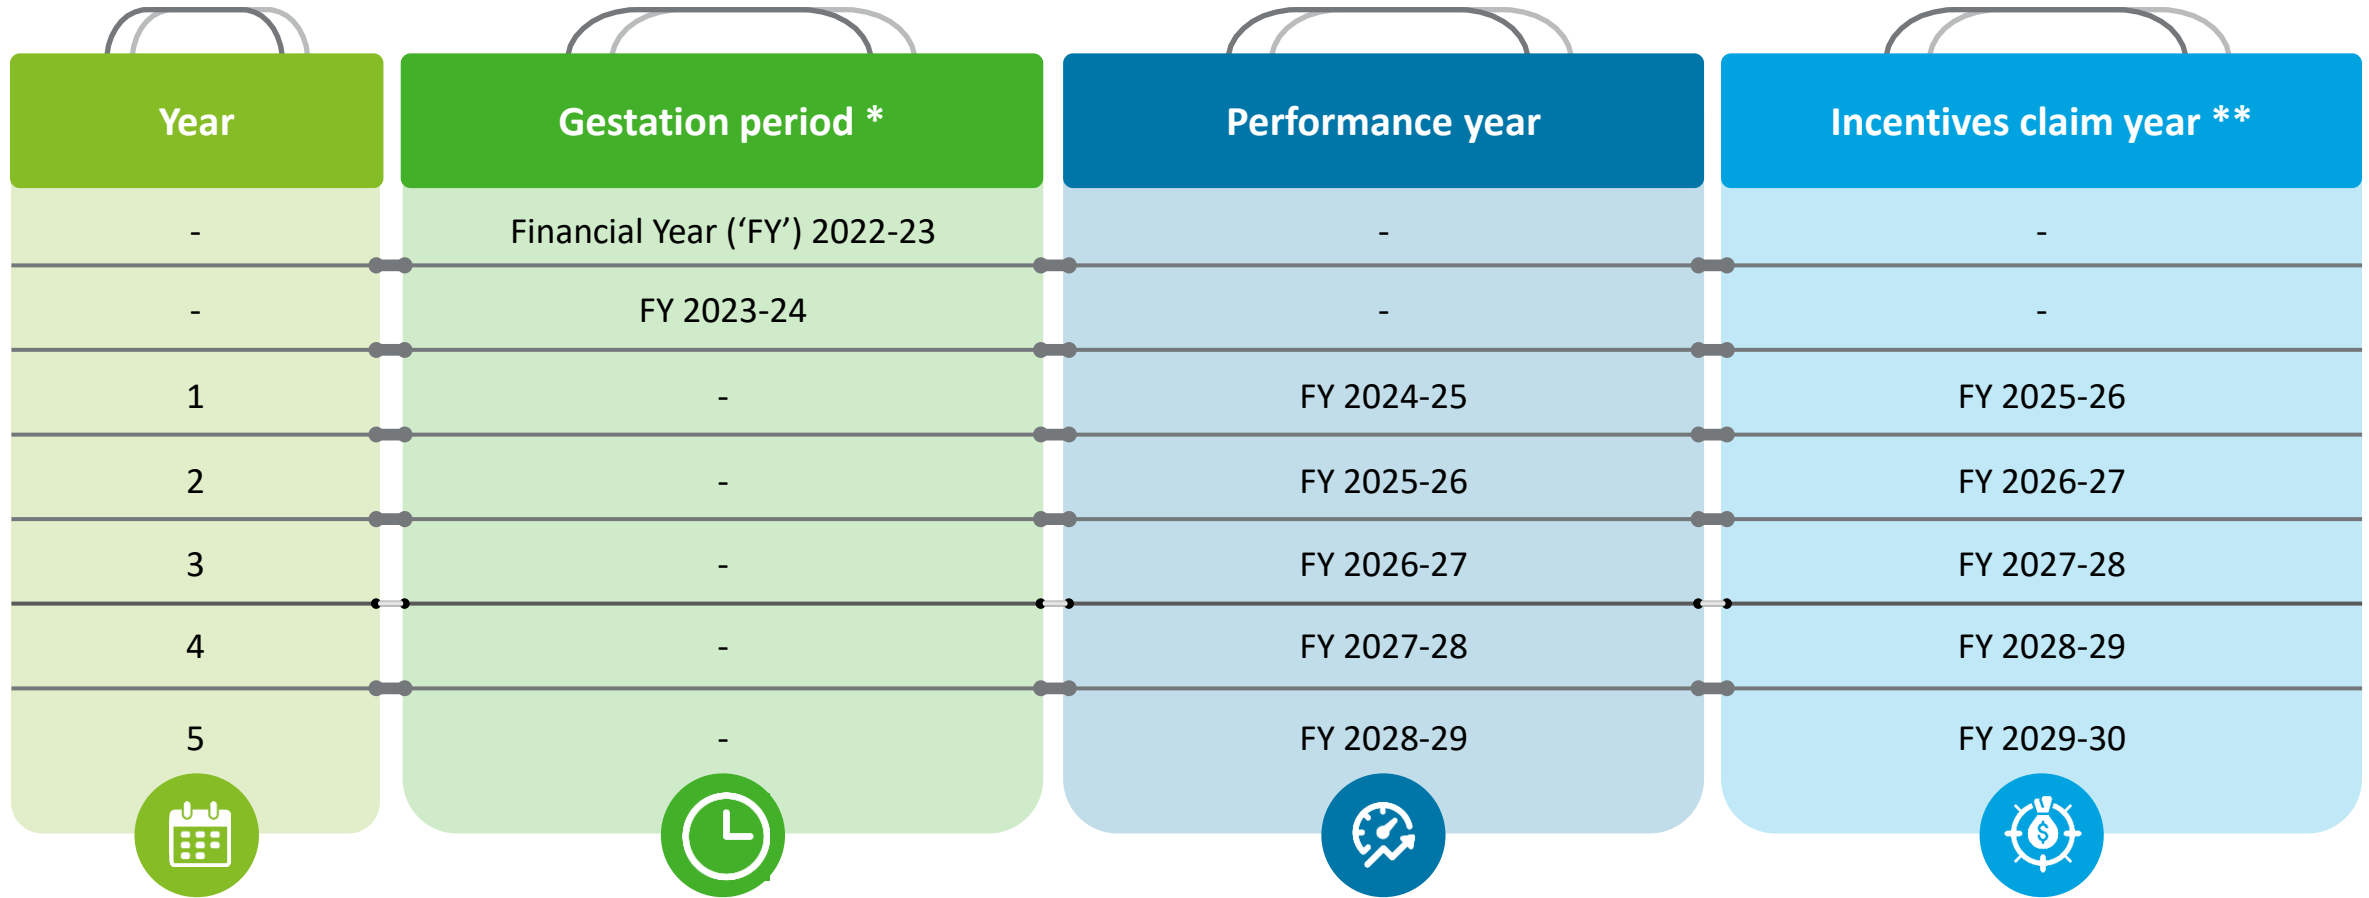 Year Gestation period * Performance year Incentives claim year **
- Financial Year (‘FY’) 2022-23 - -
- FY 2023-24 - -
1 - FY 2024-25 FY 2025-26
2 - FY 2025-26 FY 2026-27
3 - FY 2026-27 FY 2027-28
4 - FY 2027-28 FY 2028-29
5 - FY 2028-29 FY 2029-30
$